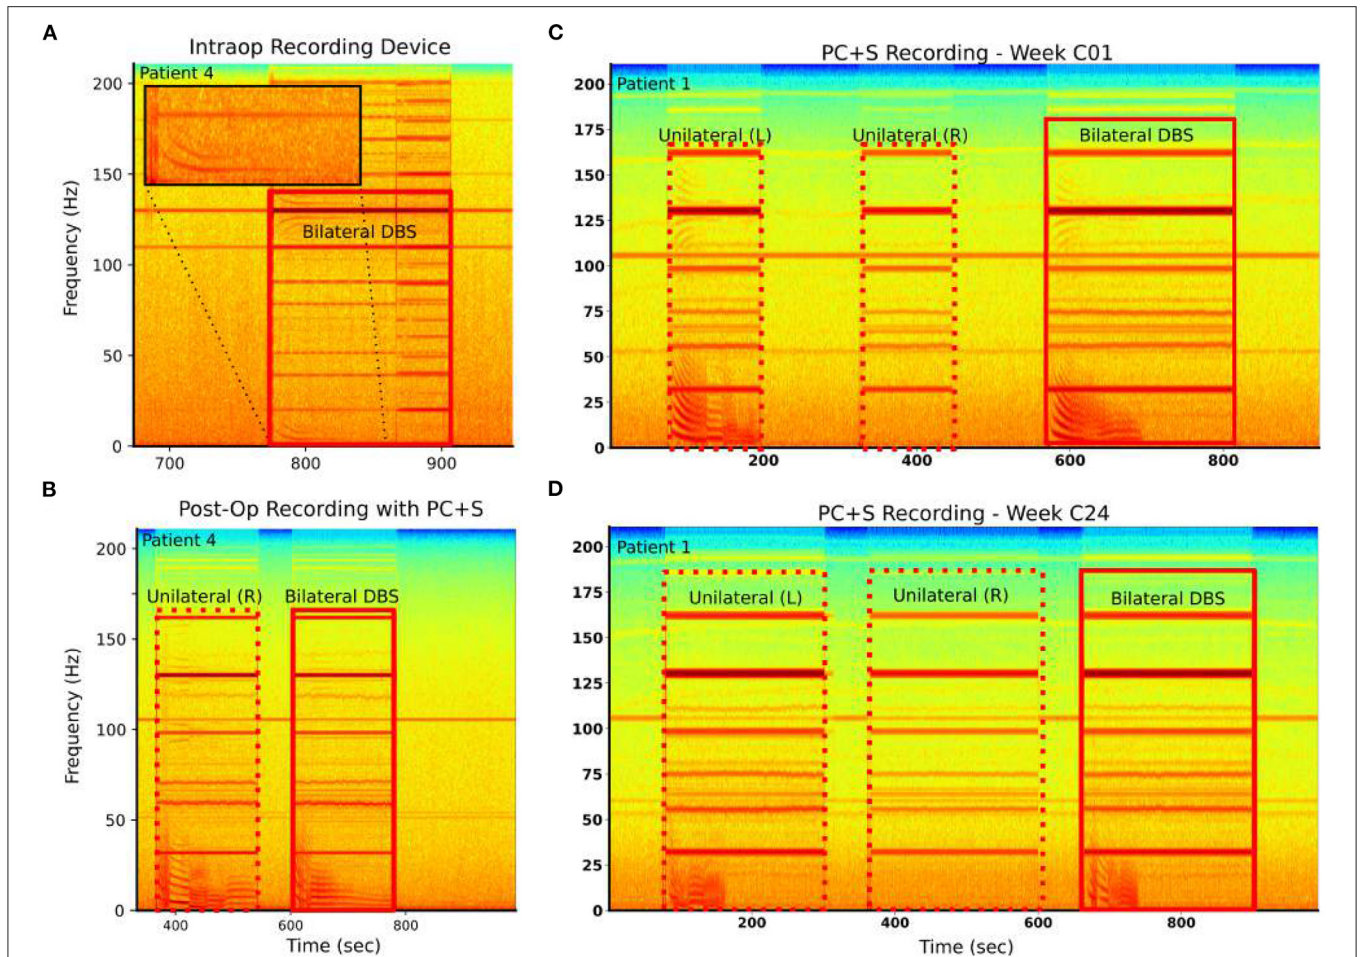 A
Intraop Recording Device
Patient 4
Bilateral DBS
Frequency (Hz)
200
150
100
50
0
700
800
900
B
Post-Op Recording with PC+S
Patient 4
Unilateral (R)
Bilateral DBS
Frequency (Hz)
200
150
100
50
0
400
600
800
Time (sec)
C
PC+S Recording - Week C01
Patient 1
Unilateral (L)
Unilateral (R)
Bilateral DBS
200
175
150
125
100
75
50
25
0
200
400
600
800
D
PC+S Recording - Week C24
Patient 1
Unilateral (L)
Unilateral (R)
Bilateral DBS
200
175
150
125
100
75
50
25
0
200
400
600
800
Time (sec)